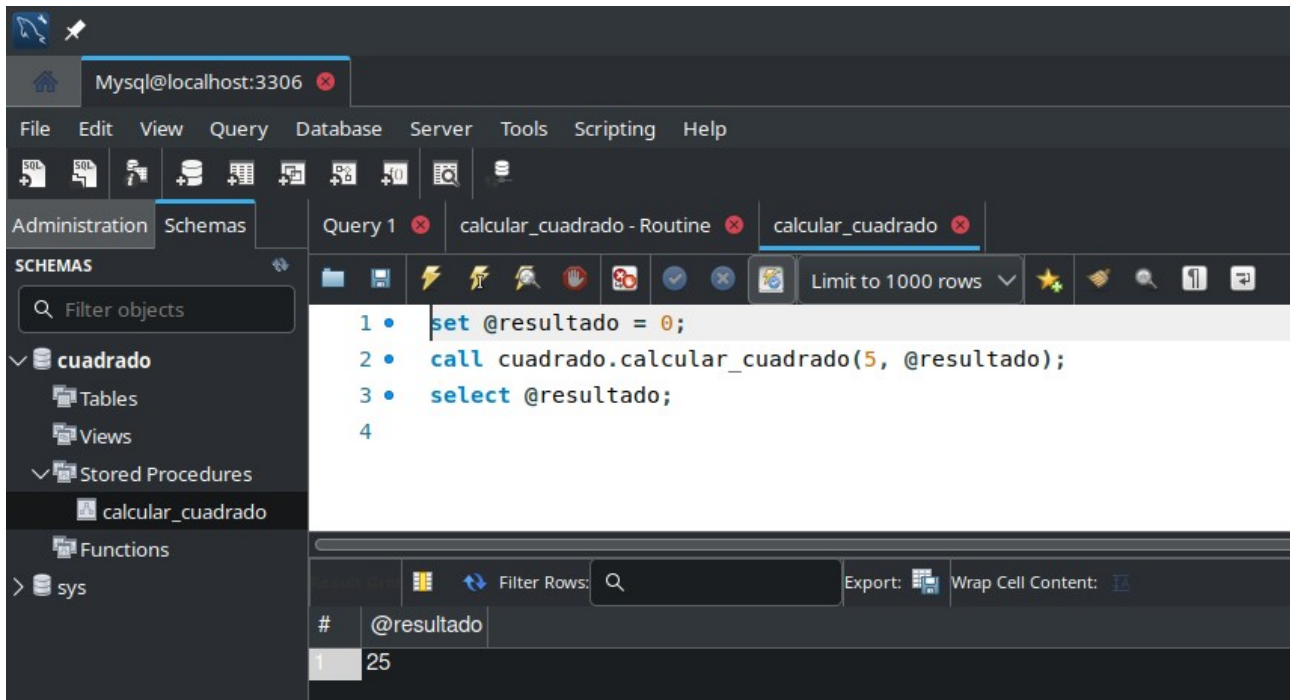 Mysql@localhost:3306
File Edit View Query Database Server Tools Scripting Help
Administration Schemas
Query 1 calcular_cuadrado - Routine calcular_cuadrado
SCHEMAS
Limit to 1000 rows
Filter objects
1 set @resultado = 0;
cuadrado
2 call cuadrado.calcular_cuadrado(5, @resultado);
Tables
3 select @resultado;
Views
4
Stored Procedures
calcular_cuadrado
Functions
sys
Filter Rows: Export: Wrap Cell Content:
# @resultado
1 25